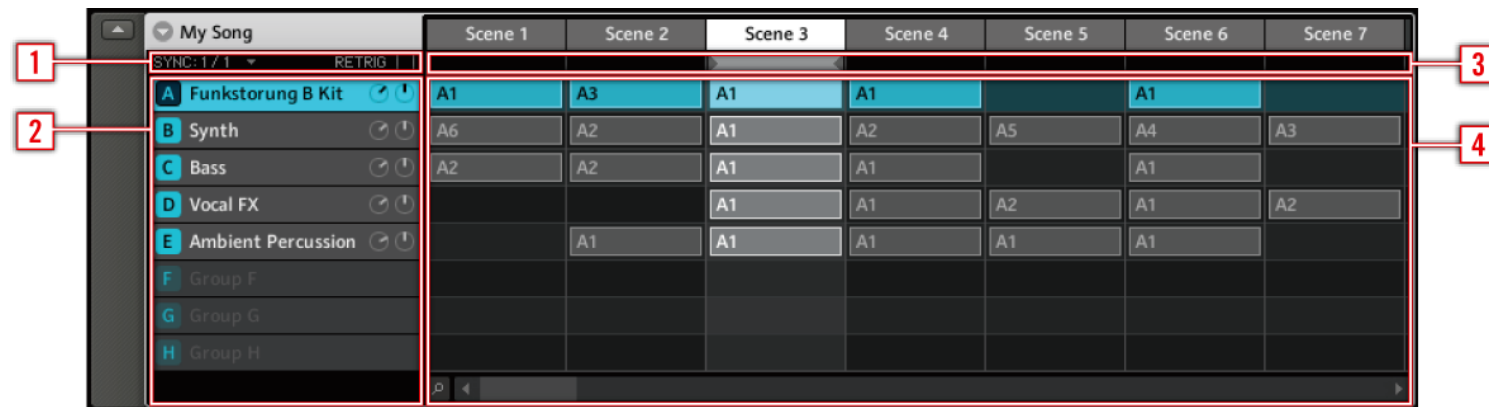 My Song Scene 1 Scene 2 Scene 3 Scene 4 Scene 5 Scene 6 Scene 7
1 SYNC: 1 / 1 RETRIG 3
A Funkstorung B Kit A1 A3 A1 A1 A1
2 B Synth A6 A2 A1 A2 A5 A4 A3 4
C Bass A2 A2 A1 A1 A1
D Vocal FX A1 A1 A2 A1 A2
E Ambient Percussion A1 A1 A1 A1 A1
F Group F
G Group G
H Group H